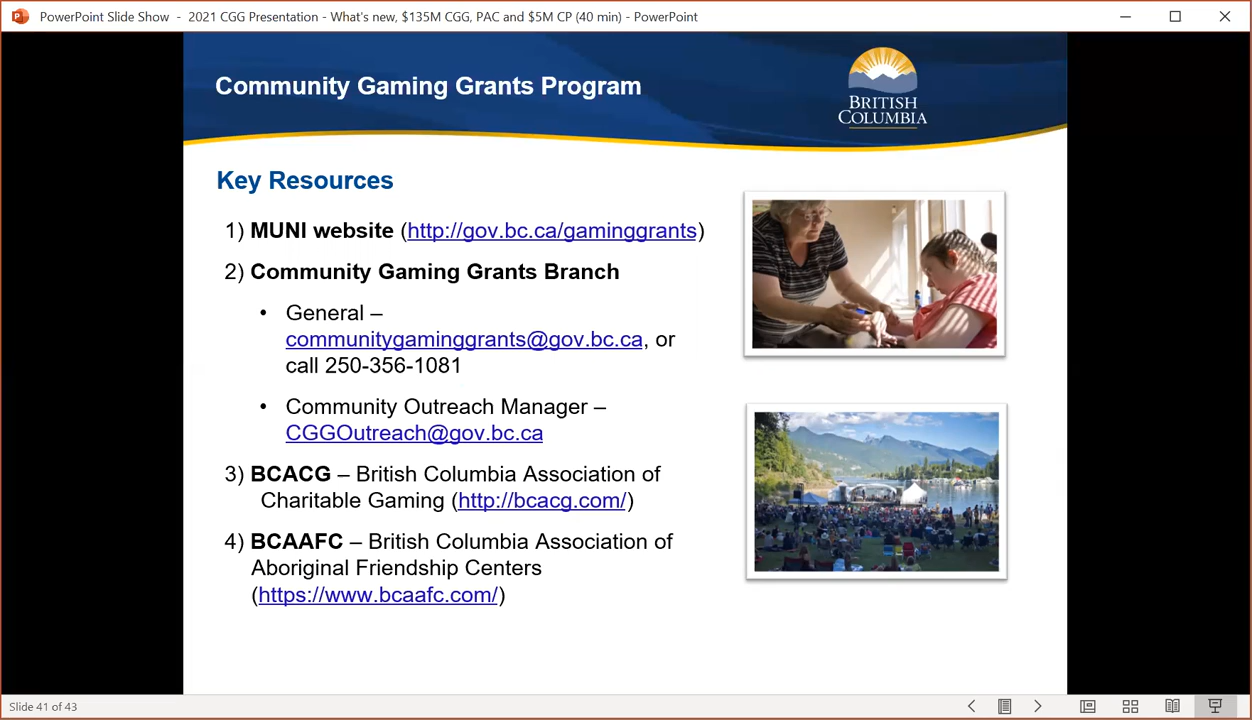 PowerPoint Slide Show - 2021 CGG Presentation - What's new, $135M CGG, PAC and $5M CP (40 min) - PowerPoint
Community Gaming Grants Program
BRITISH
COLUMBIA
Key Resources
1) MUNI website (http://gov.bc.ca/gaminggrants)
2) Community Gaming Grants Branch
• General –
communitygaminggrants@gov.bc.ca, or
call 250-356-1081
• Community Outreach Manager –
CGGOutreach@gov.bc.ca
3) BCACG – British Columbia Association of
Charitable Gaming (http://bcacg.com/)
4) BCAAFC – British Columbia Association of
Aboriginal Friendship Centers
(https://www.bcaafc.com/)
Slide 41 of 43